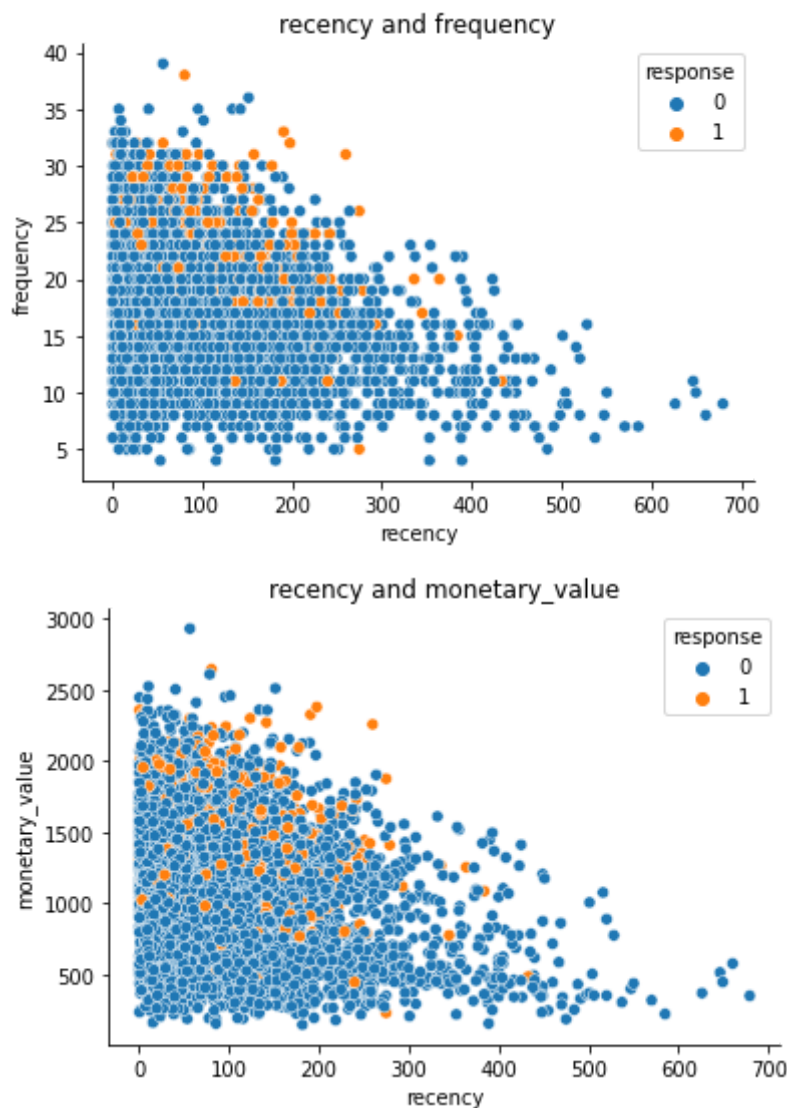 recency and frequency
response
0
1
40
35
30
25
20
15
10
5
frequency
0 100 200 300 400 500 600 700
recency
recency and monetary_value
response
0
1
3000
2500
2000
1500
1000
500
monetary_value
0 100 200 300 400 500 600 700
recency